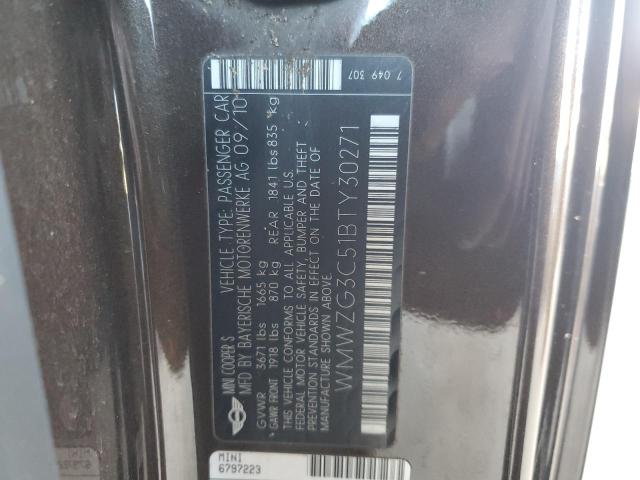 MINI COOPER S VEHICLE TYPE: PASSENGER CAR
MFD BY BAYERISCHE MOTORENWERKE AG 09/10
GVWR 3671 lbs 1665 kg
GAWR FRONT 1918 lbs 870 kg REAR 1841 lbs 835 kg
THIS VEHICLE CONFORMS TO ALL APPLICABLE U.S.
FEDERAL MOTOR VEHICLE SAFETY, BUMPER AND THEFT
PREVENTION STANDARDS IN EFFECT ON THE DATE OF
MANUFACTURE SHOWN ABOVE.
WMWZG3C51BTY30271
7 049 307
MINI
6797223